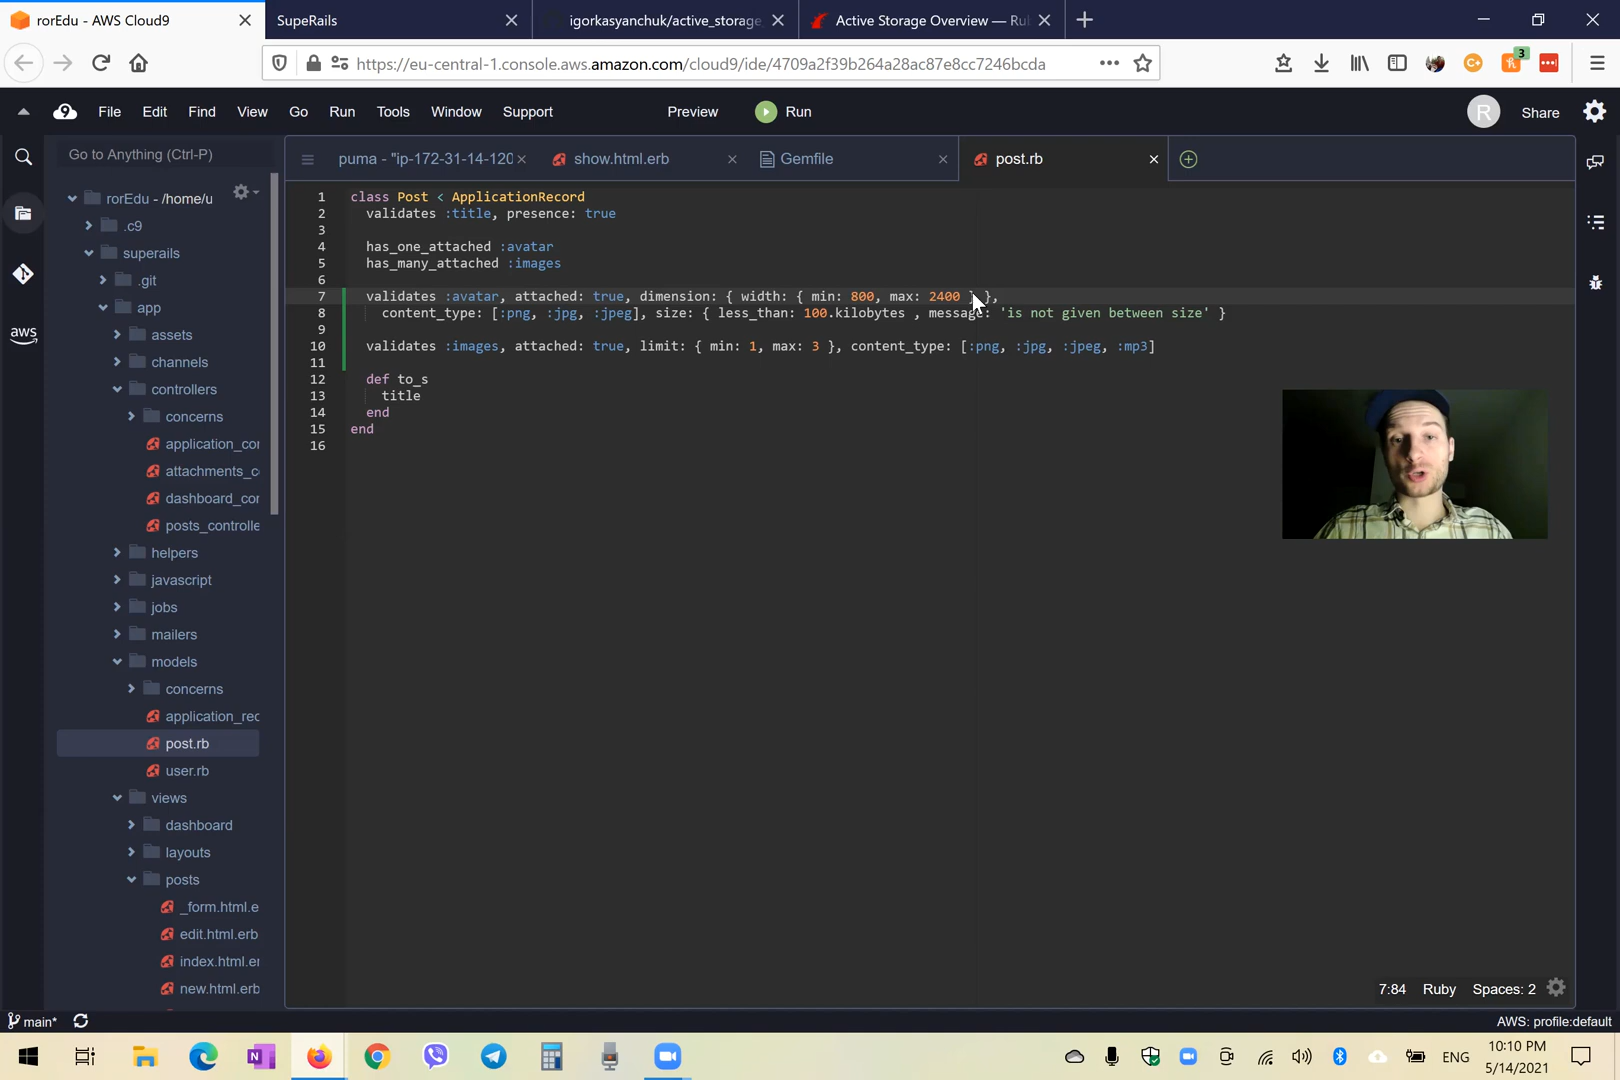 rorEdu - AWS Cloud9
SupeRails
igorkasyanchuk/active_storage_
Active Storage Overview — Ru
https://eu-central-1.console.aws.amazon.com/cloud9/ide/4709a2f39b264a28ac87e8cc7246bcda
3
9 File Edit Find View Go Run Tools Window Support Preview Run R Share
Go to Anything (Ctrl-P)
puma - "ip-172-31-14-120
show.html.erb
Gemfile
post.rb
rorEdu - /home/u
.c9
superails
.git
app
assets
channels
controllers
concerns
application_cor
attachments_c
dashboard_cor
posts_controlle
helpers
javascript
jobs
mailers
models
concerns
application_rec
post.rb
user.rb
views
dashboard
layouts
posts
_form.html.e
edit.html.erb
index.html.er
new.html.erb
aws
1 class Post < ApplicationRecord
2 validates :title, presence: true
3
4 has_one_attached :avatar
5 has_many_attached :images
6
7 validates :avatar, attached: true, dimension: { width: { min: 800, max: 2400 } },
8 content_type: [:png, :jpg, :jpeg], size: { less_than: 100.kilobytes , message: 'is not given between size' }
9
10 validates :images, attached: true, limit: { min: 1, max: 3 }, content_type: [:png, :jpg, :jpeg, :mp3]
11
12 def to_s
13 title
14 end
15 end
16
7:84 Ruby Spaces: 2
main*
AWS: profile:default
ENG
10:10 PM
5/14/2021